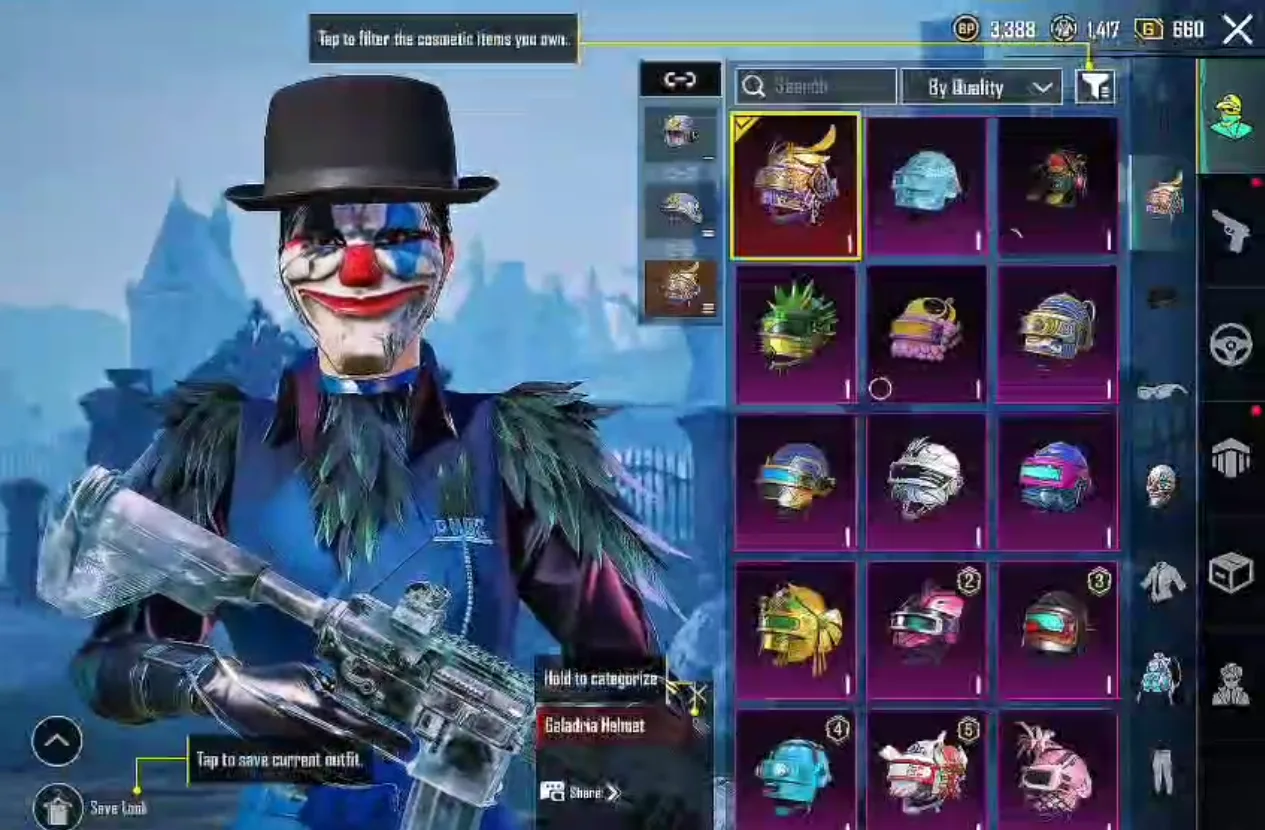 Tap to filter the cosmetic items you own.
BP 3,388 1,417 G 660
Search
By Quality
2
3
Hold to categorize
Galadria Helmet
4
5
Tap to save current outfit.
Share
Save Look